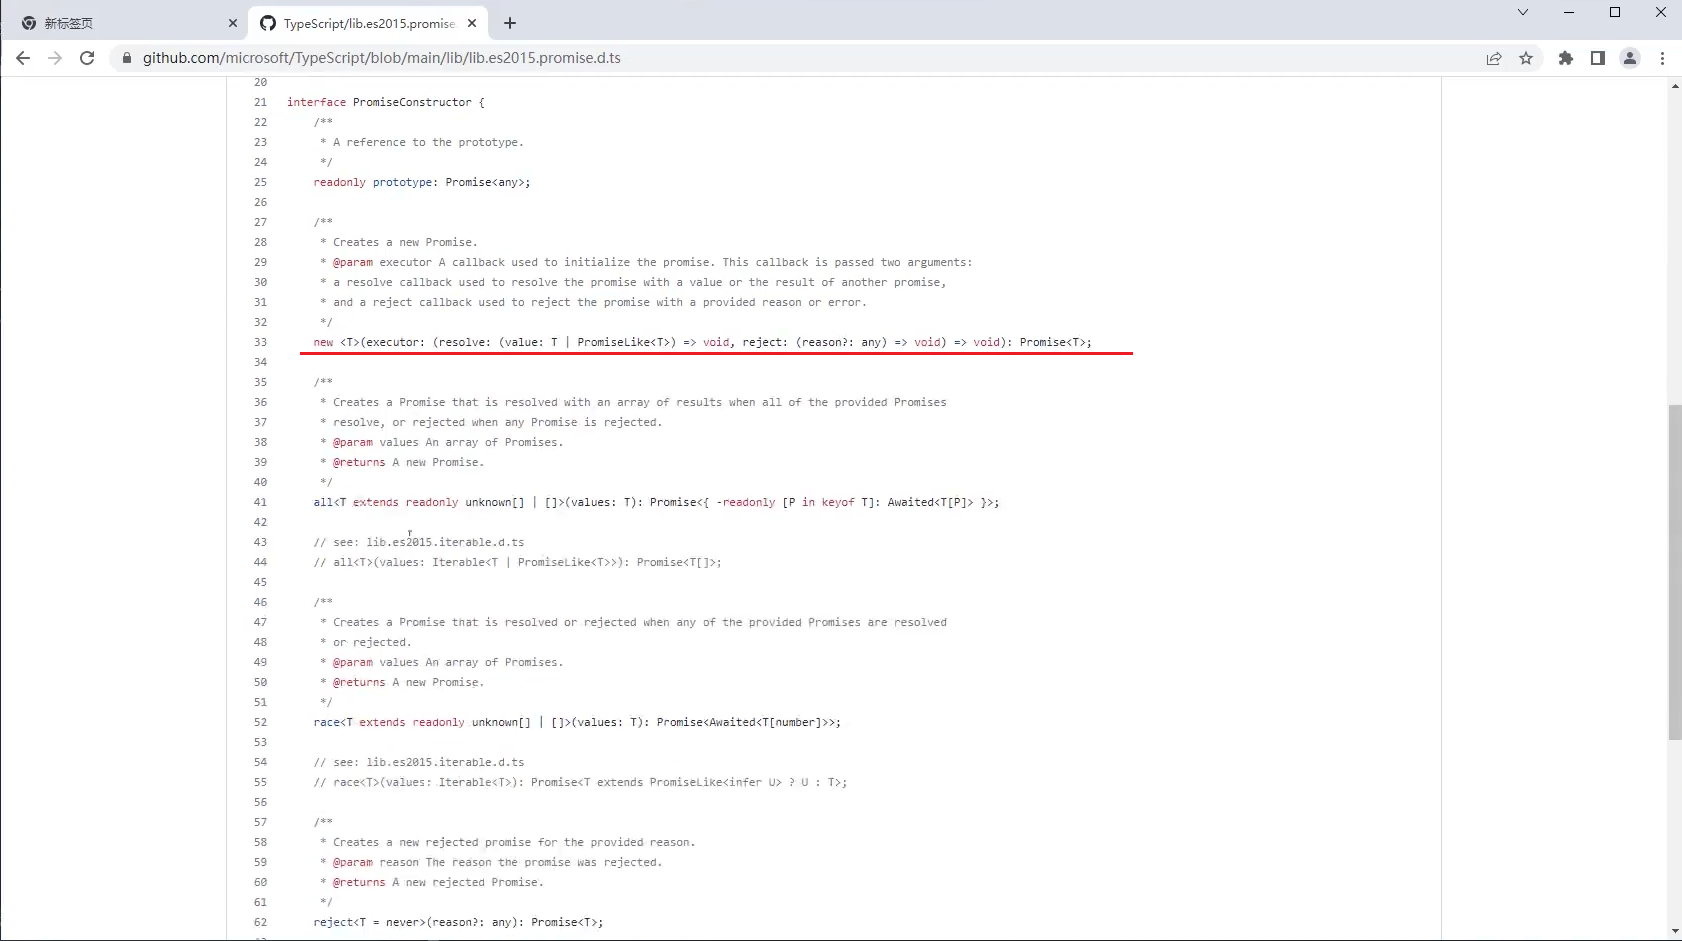 新标签页
TypeScript/lib.es2015.promise.
github.com/microsoft/TypeScript/blob/main/lib/lib.es2015.promise.d.ts
20
21 interface PromiseConstructor {
22 /**
23 * A reference to the prototype.
24 */
25 readonly prototype: Promise<any>;
26
27 /**
28 * Creates a new Promise.
29 * @param executor A callback used to initialize the promise. This callback is passed two arguments:
30 * a resolve callback used to resolve the promise with a value or the result of another promise,
31 * and a reject callback used to reject the promise with a provided reason or error.
32 */
33 new <T>(executor: (resolve: (value: T | PromiseLike<T>) => void, reject: (reason?: any) => void) => void): Promise<T>;
34
35 /**
36 * Creates a Promise that is resolved with an array of results when all of the provided Promises
37 * resolve, or rejected when any Promise is rejected.
38 * @param values An array of Promises.
39 * @returns A new Promise.
40 */
41 all<T extends readonly unknown[] | []>(values: T): Promise<{ -readonly [P in keyof T]: Awaited<T[P]> }>;
42
43 // see: lib.es2015.iterable.d.ts
44 // all<T>(values: Iterable<T | PromiseLike<T>>): Promise<T[]>;
45
46 /**
47 * Creates a Promise that is resolved or rejected when any of the provided Promises are resolved
48 * or rejected.
49 * @param values An array of Promises.
50 * @returns A new Promise.
51 */
52 race<T extends readonly unknown[] | []>(values: T): Promise<Awaited<T[number]>>;
53
54 // see: lib.es2015.iterable.d.ts
55 // race<T>(values: Iterable<T>): Promise<T extends PromiseLike<infer U> ? U : T>;
56
57 /**
58 * Creates a new rejected promise for the provided reason.
59 * @param reason The reason the promise was rejected.
60 * @returns A new rejected Promise.
61 */
62 reject<T = never>(reason?: any): Promise<T>;